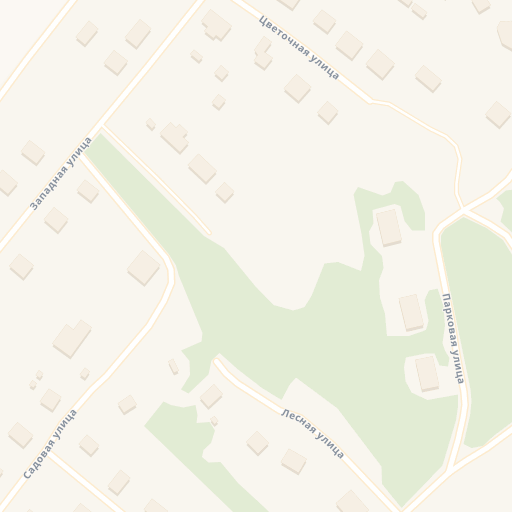 Цветочная улица
Западная улица
Парковая улица
Лесная улица
Садовая улица